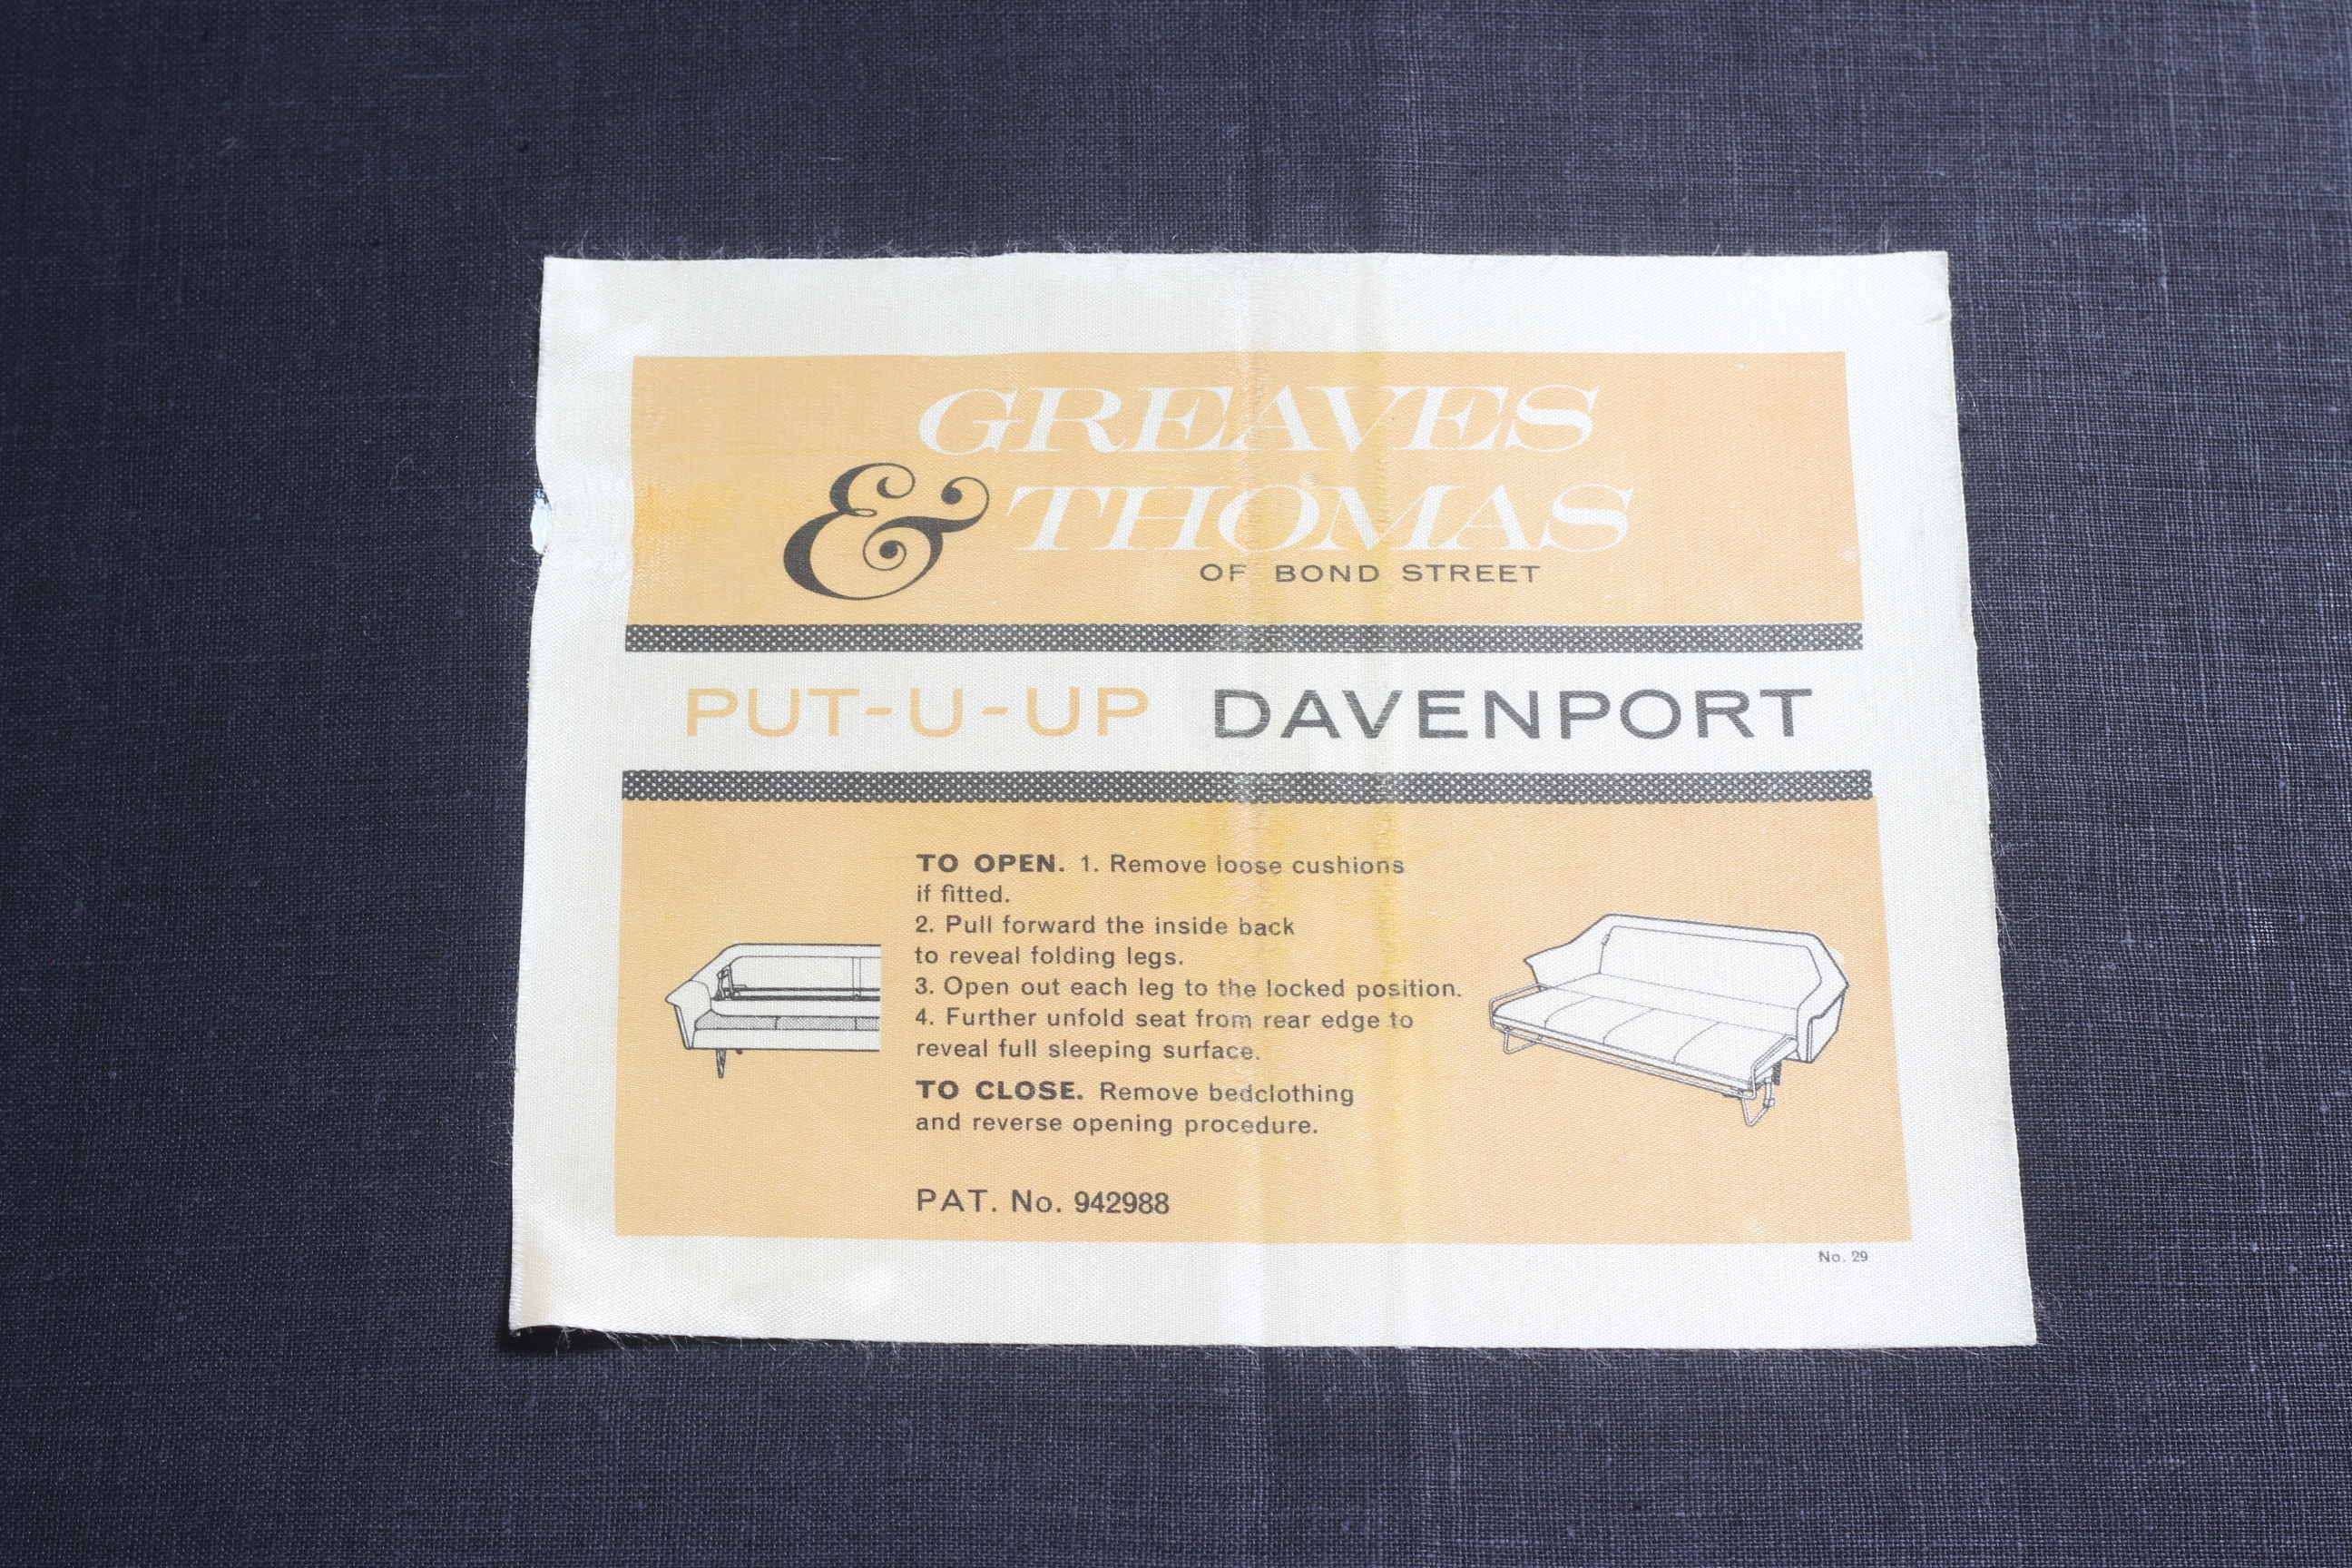 GREAVES
& THOMAS
OF BOND STREET
PUT-U-UP DAVENPORT
TO OPEN. 1. Remove loose cushions
if fitted.
2. Pull forward the inside back
to reveal folding legs.
3. Open out each leg to the locked position.
4. Further unfold seat from rear edge to
reveal full sleeping surface.
TO CLOSE. Remove bedclothing
and reverse opening procedure.
PAT. No. 942988
No. 29